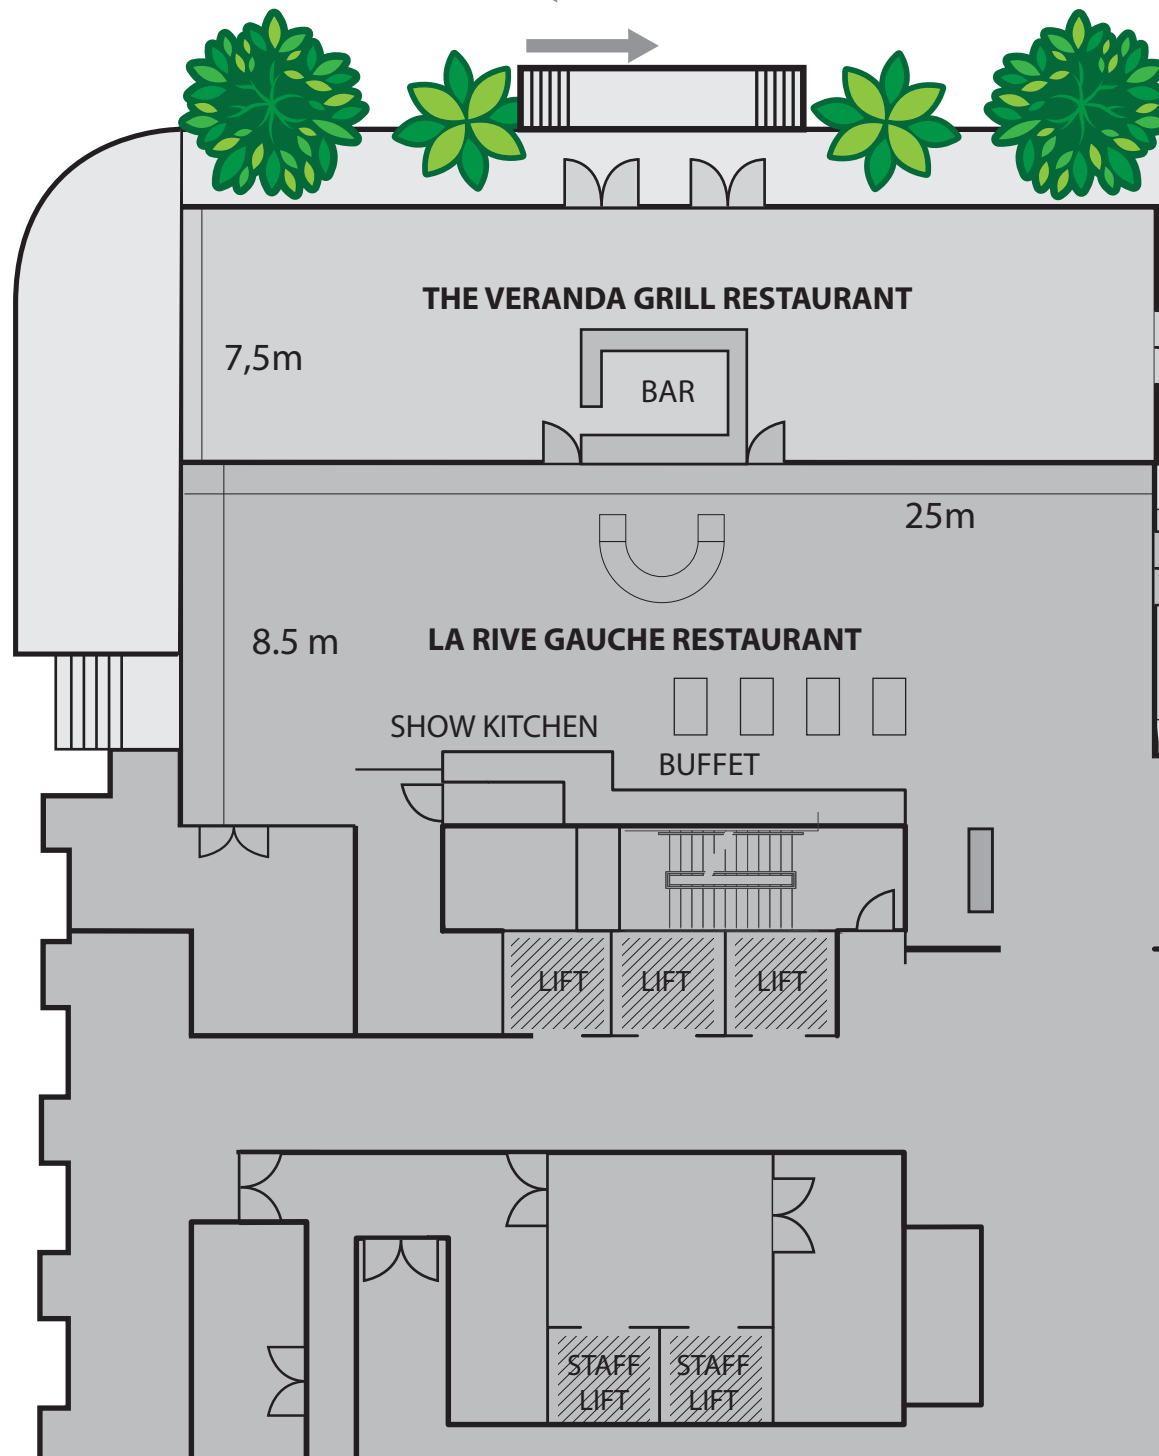 THE VERANDA GRILL RESTAURANT
7,5m
BAR
25m
8.5 m
LA RIVE GAUCHE RESTAURANT
SHOW KITCHEN
BUFFET
LIFT
LIFT
LIFT
STAFF
LIFT
STAFF
LIFT